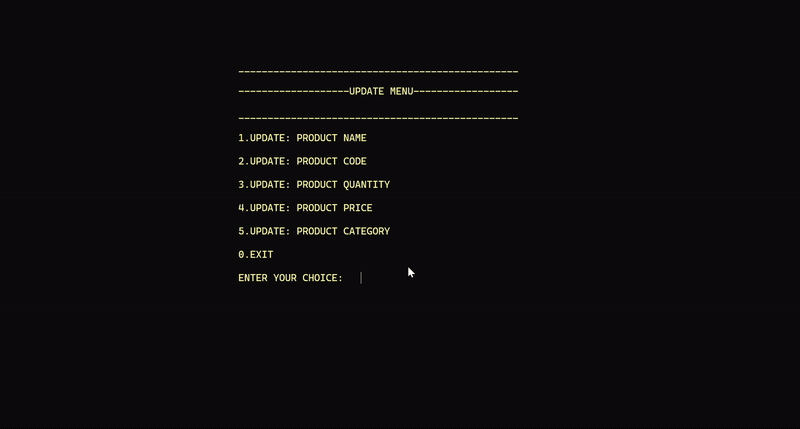 ------------------------------------------------
-------------------UPDATE MENU------------------
------------------------------------------------
1.UPDATE: PRODUCT NAME
2.UPDATE: PRODUCT CODE
3.UPDATE: PRODUCT QUANTITY
4.UPDATE: PRODUCT PRICE
5.UPDATE: PRODUCT CATEGORY
0.EXIT
ENTER YOUR CHOICE: